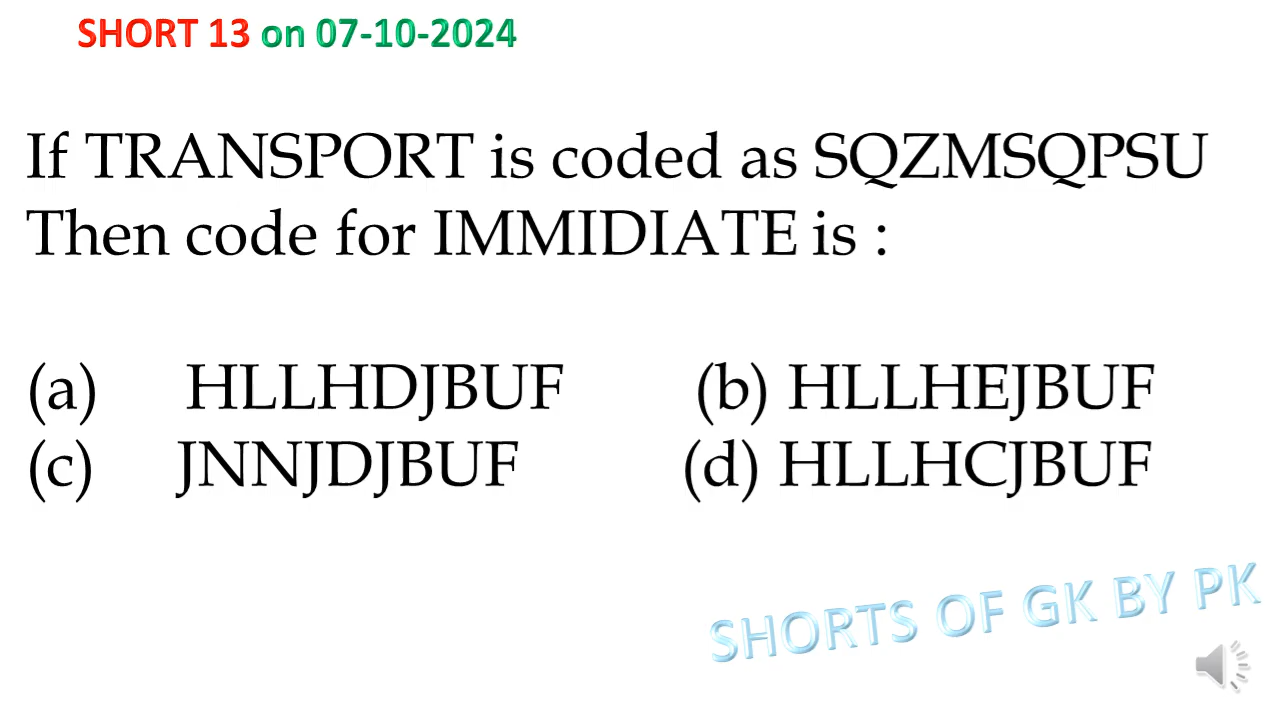 SHORT 13 on 07-10-2024
If TRANSPORT is coded as SQZMSQPSU
Then code for IMMIDIATE is :
(a) HLLHDJBUF (b) HLLHEJBUF
(c) JNNJDJBUF (d) HLLHCJBUF
SHORTS OF GK BY PK